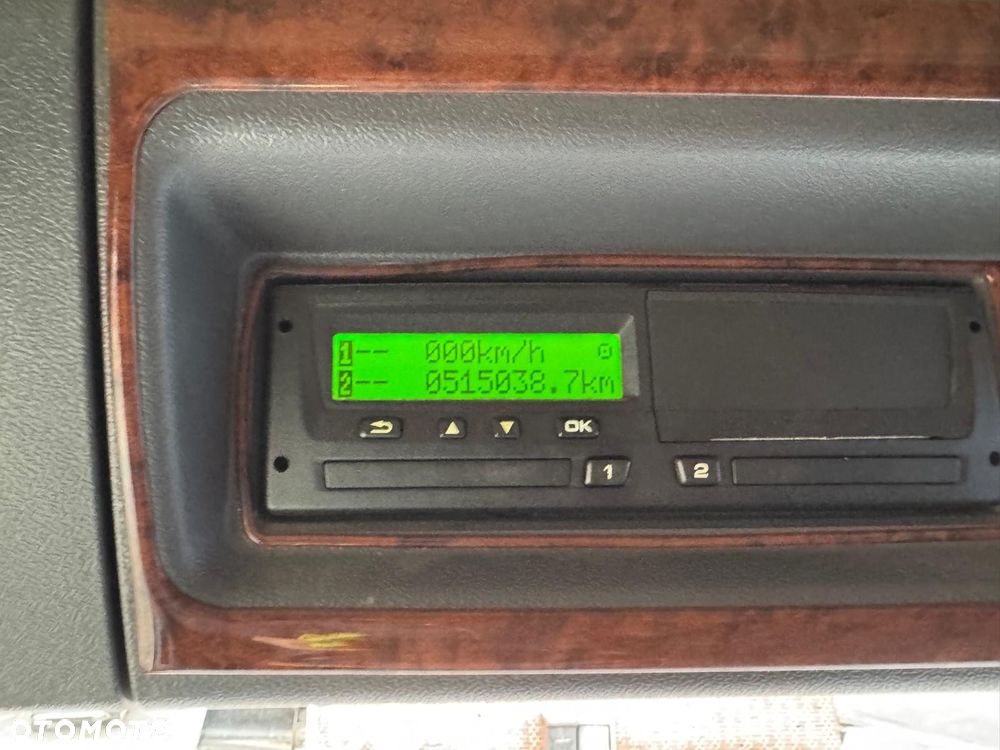 1-- 000km/h
2-- 0515038.7km
OK
1 2
OTOMOTO